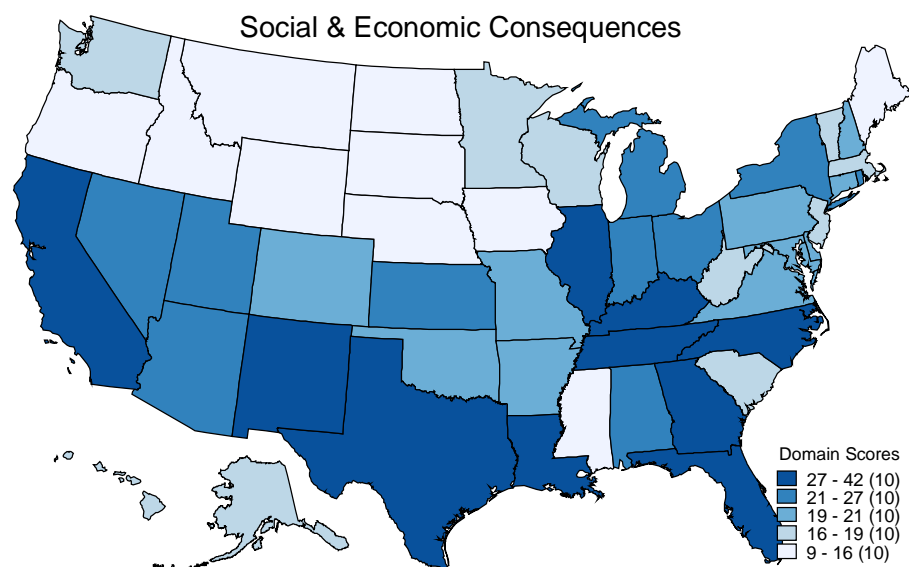 Social & Economic Consequences
Domain Scores
27 - 42 (10)
21 - 27 (10)
19 - 21 (10)
16 - 19 (10)
9 - 16 (10)